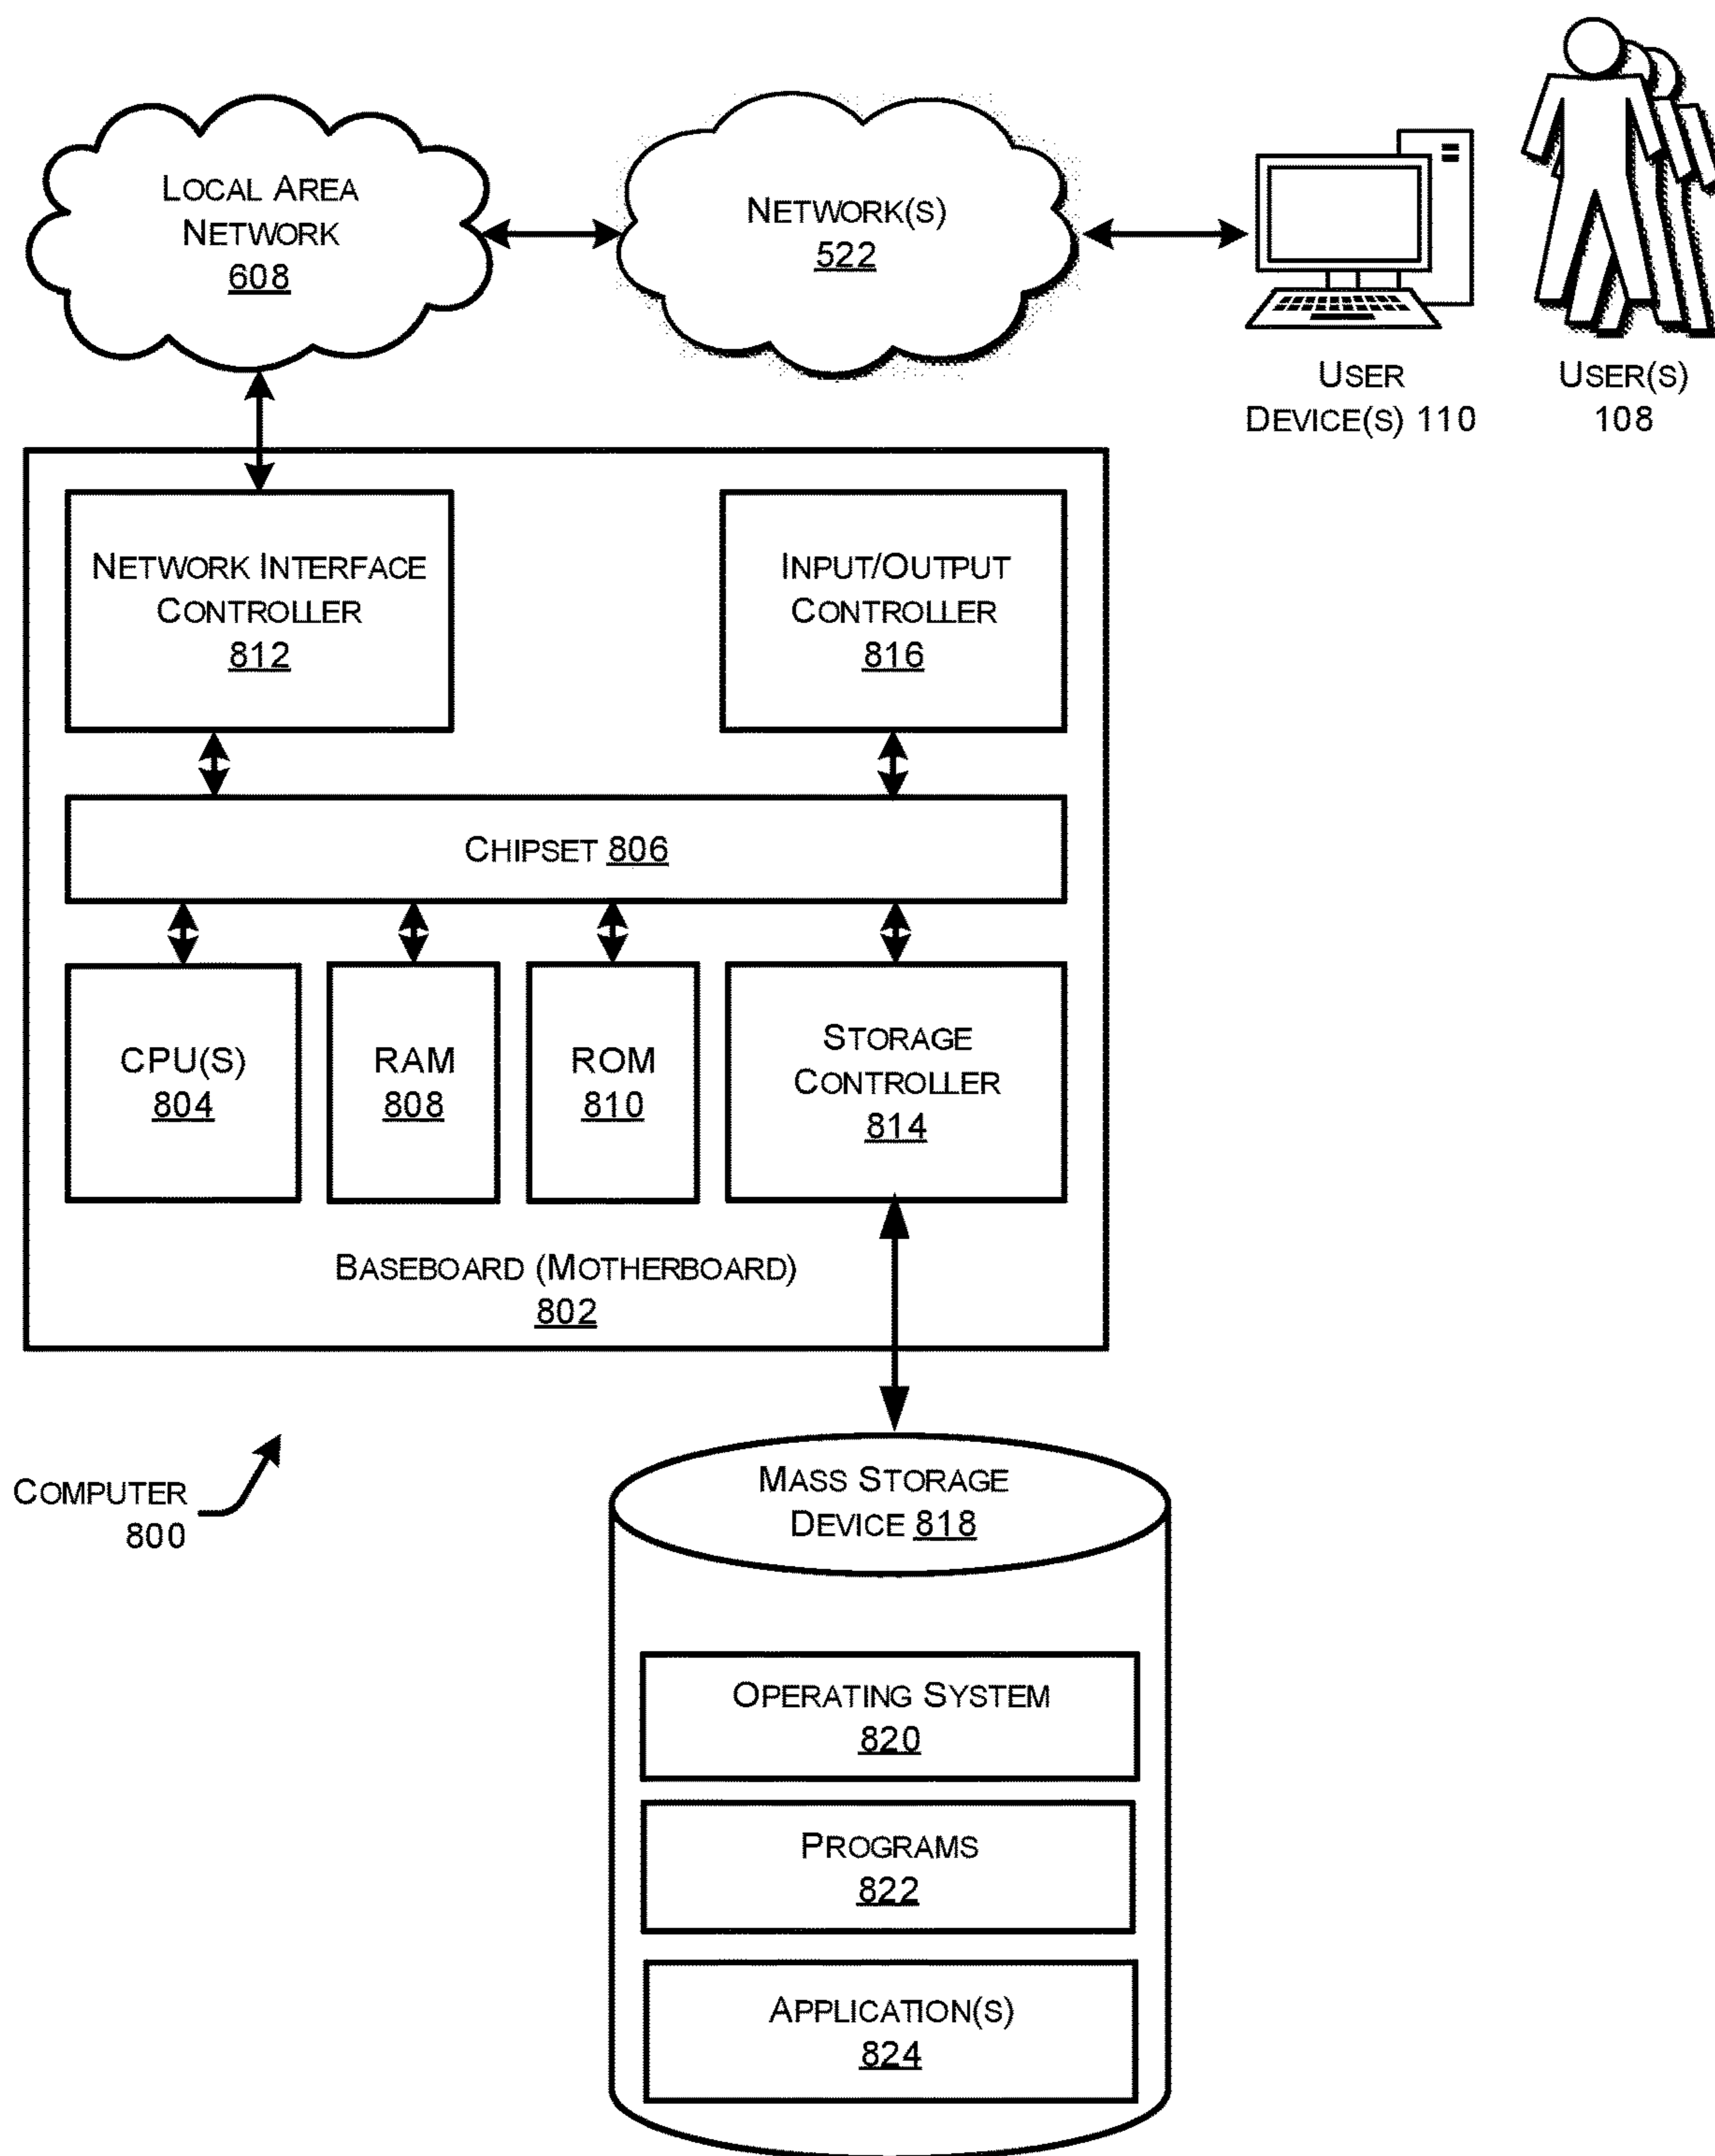 LOCAL AREA
NETWORK
608
NETWORK(S)
522
USER
DEVICE(S) 110
USER(S)
108
NETWORK INTERFACE
CONTROLLER
812
INPUT/OUTPUT
CONTROLLER
816
CHIPSET 806
CPU(S)
804
RAM
808
ROM
810
STORAGE
CONTROLLER
814
BASEBOARD (MOTHERBOARD)
802
COMPUTER
800
MASS STORAGE
DEVICE 818
OPERATING SYSTEM
820
PROGRAMS
822
APPLICATION(S)
824